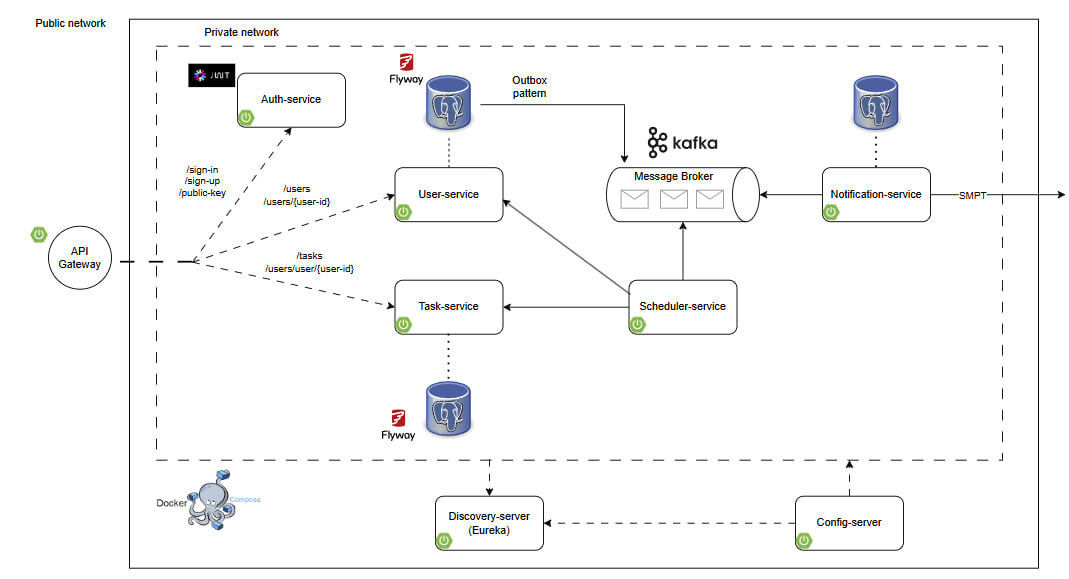 Public network
Private network
JWT
Auth-service
Flyway
Outbox
pattern
kafka
/sign-in
/sign-up
/public-key
/users
/users/{user-id}
User-service
Message Broker
Notification-service
SMPT
API
Gateway
/tasks
/users/user/{user-id}
Task-service
Scheduler-service
Flyway
Docker
Compose
Discovery-server
(Eureka)
Config-server